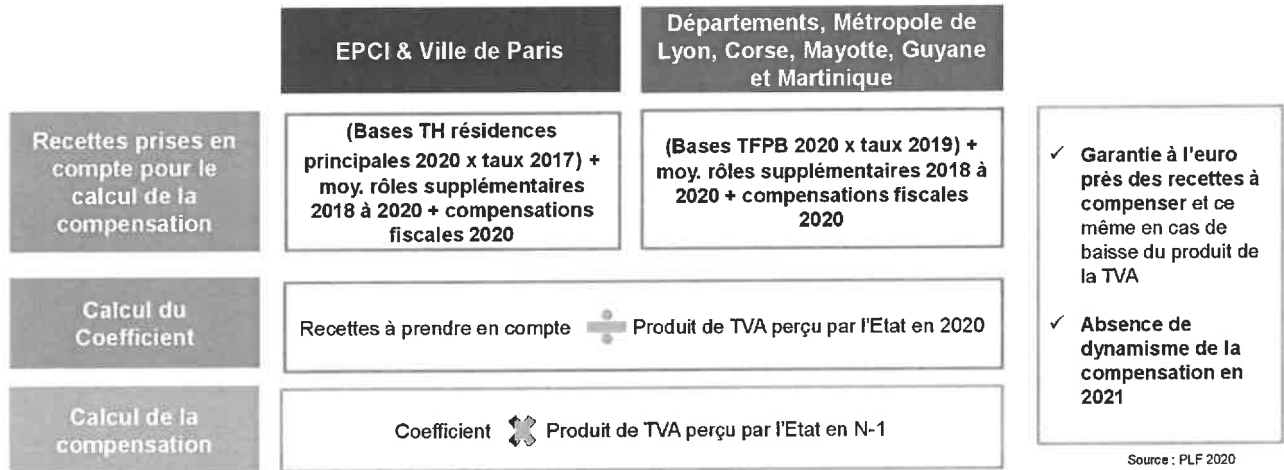 EPCI & Ville de Paris
Départements, Métropole de
Lyon, Corse, Mayotte, Guyane
et Martinique
Recettes prises en
compte pour le
calcul de la
compensation
(Bases TH résidences
principales 2020 x taux 2017) +
moy. rôles supplémentaires
2018 à 2020 + compensations
fiscales 2020
(Bases TFPB 2020 x taux 2019) +
moy. rôles supplémentaires 2018 à
2020 + compensations fiscales
2020
Calcul du
Coefficient
Recettes à prendre en compte ÷ Produit de TVA perçu par l'Etat en 2020
Calcul de la
compensation
Coefficient ✖ Produit de TVA perçu par l'Etat en N-1
✓ Garantie à l'euro
près des recettes à
compenser et ce
même en cas de
baisse du produit de
la TVA
✓ Absence de
dynamisme de la
compensation en
2021
Source : PLF 2020